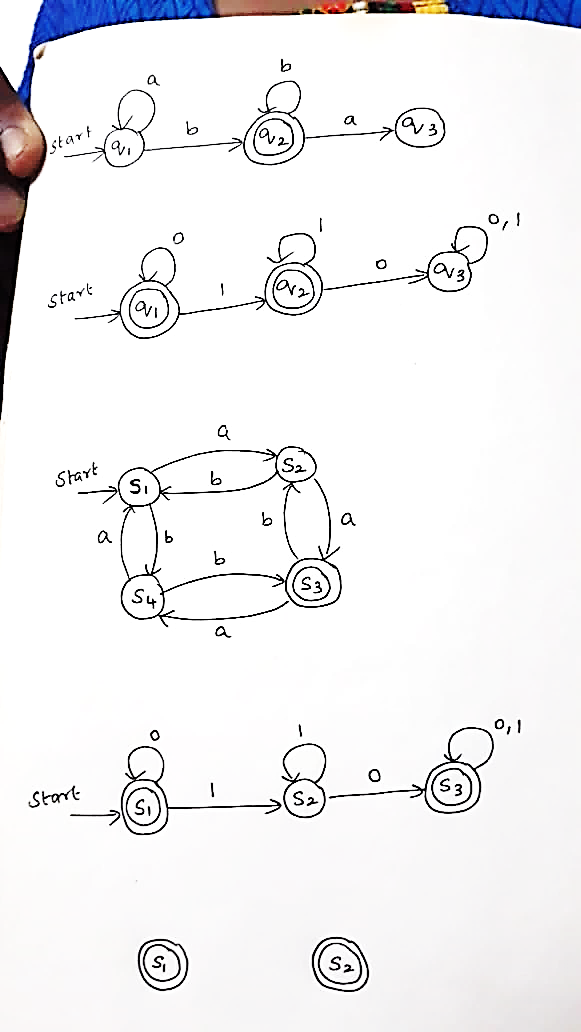 a b
start q1 b q2 a q3
0 1 0,1
Start q1 1 q2 0 q3
a
Start S1 b S2
a b b a
b
S4 S3
a
0 1 0,1
Start S1 1 S2 0 S3
S1 S2